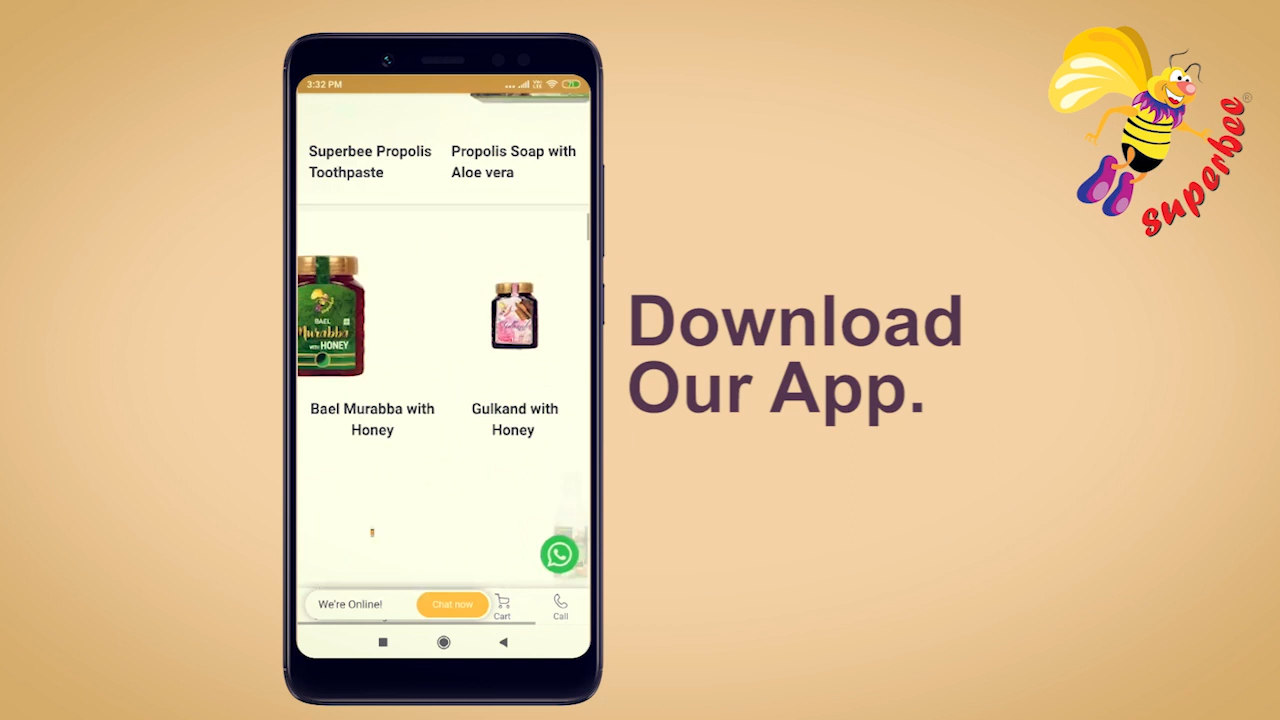 3:32 PM
Superbee Propolis
Toothpaste
Propolis Soap with
Aloe vera
BAEL
Murabba
WITH HONEY
Bael Murabba with
Honey
Gulkand with
Honey
We're Online!
Chat now
Cart
Call
Download
Our App.
superbee®